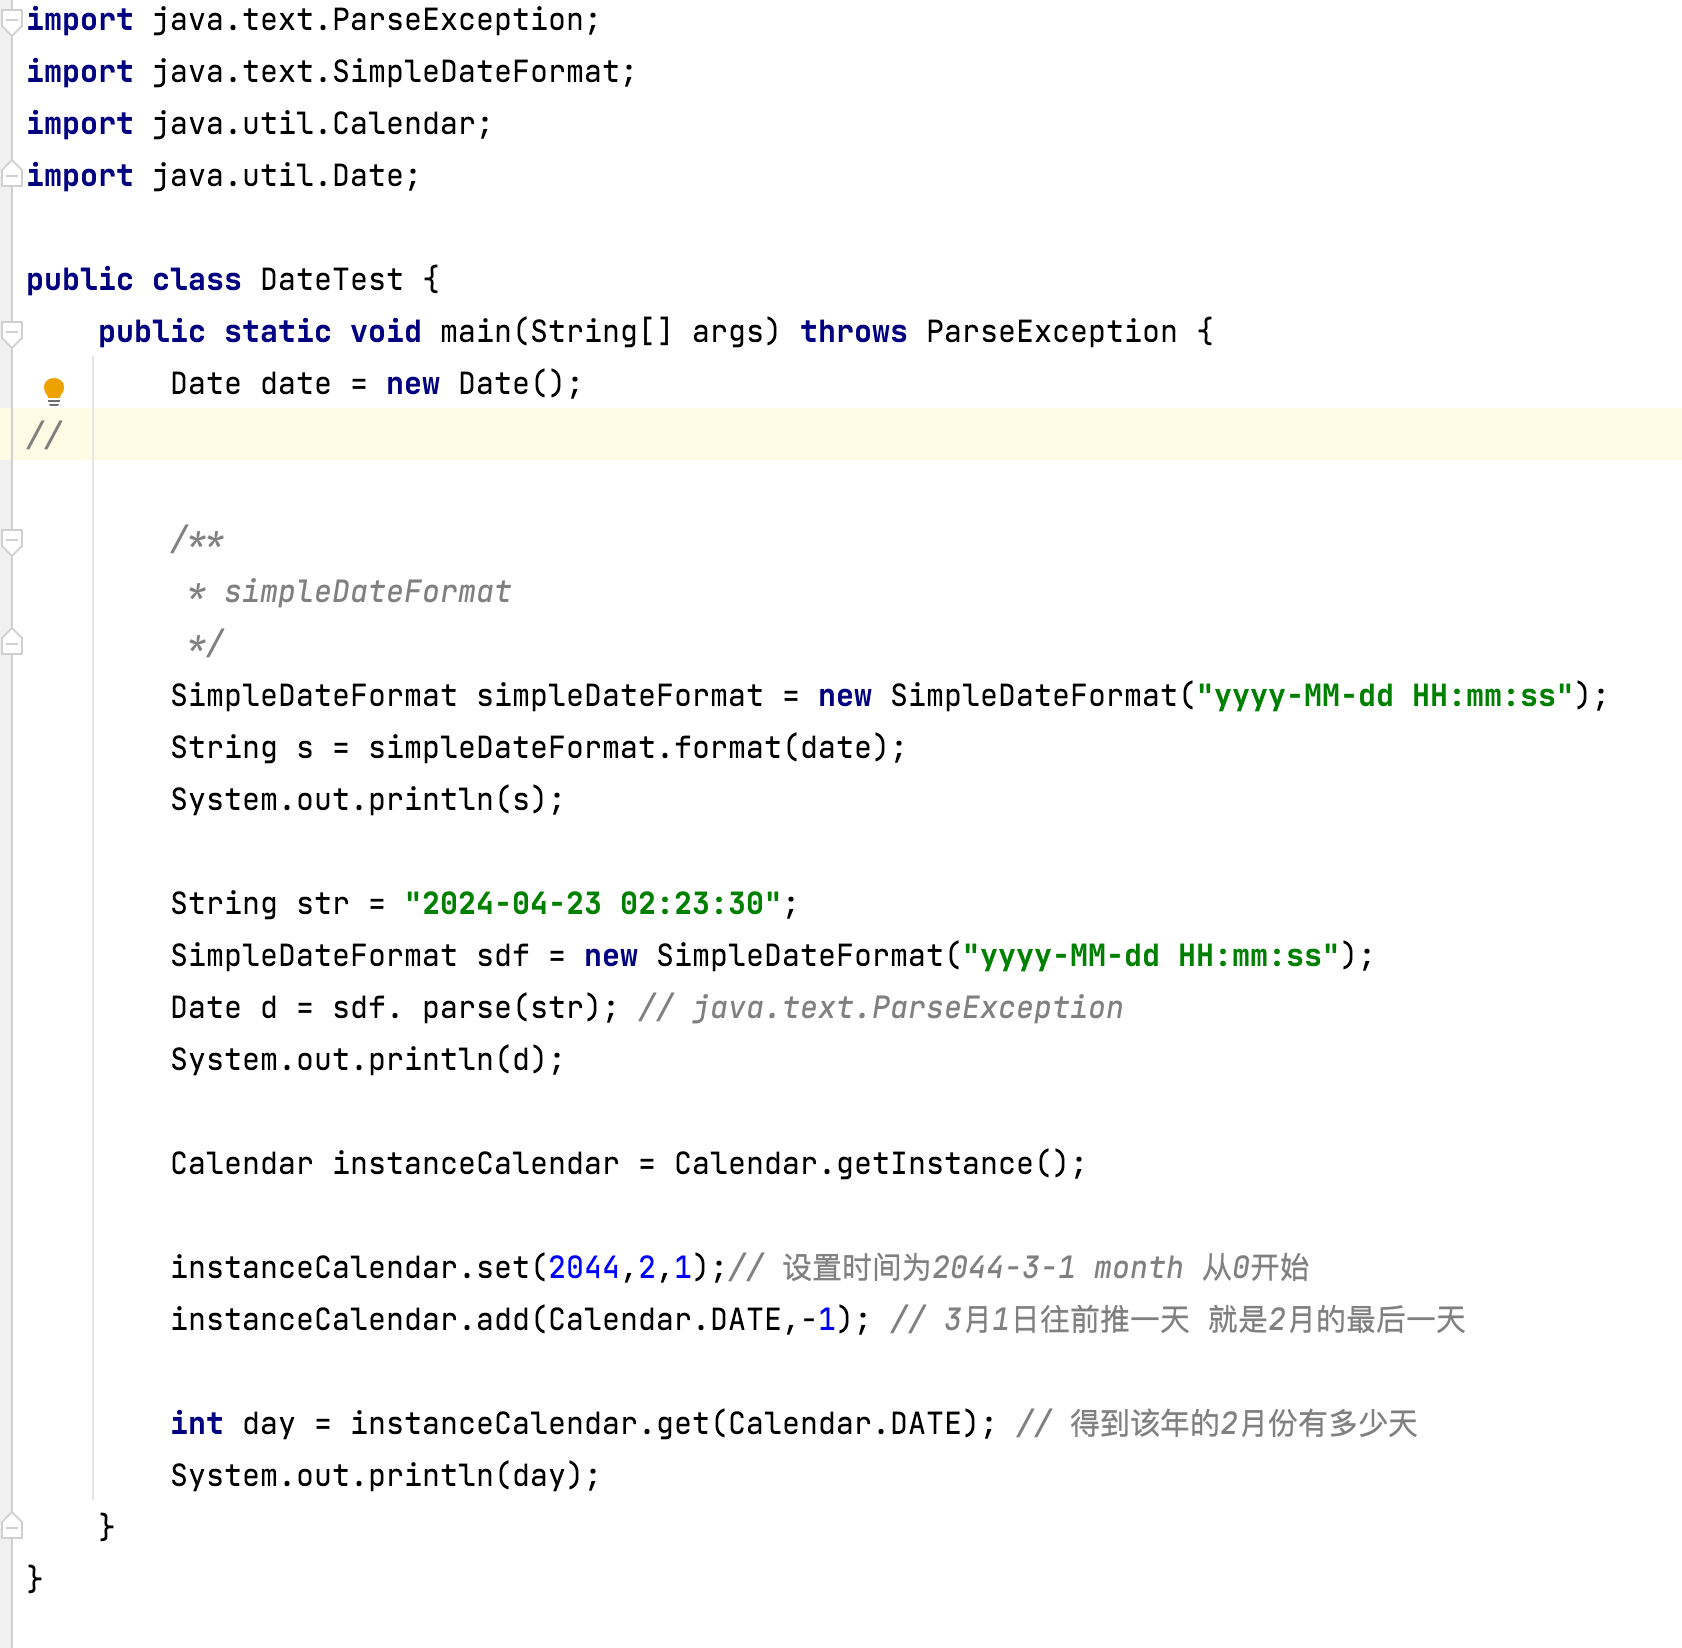 import java.text.ParseException;
import java.text.SimpleDateFormat;
import java.util.Calendar;
import java.util.Date;
public class DateTest {
public static void main(String[] args) throws ParseException {
Date date = new Date();
//
/**
* simpleDateFormat
*/
SimpleDateFormat simpleDateFormat = new SimpleDateFormat("yyyy-MM-dd HH:mm:ss");
String s = simpleDateFormat.format(date);
System.out.println(s);
String str = "2024-04-23 02:23:30";
SimpleDateFormat sdf = new SimpleDateFormat("yyyy-MM-dd HH:mm:ss");
Date d = sdf. parse(str); // java.text.ParseException
System.out.println(d);
Calendar instanceCalendar = Calendar.getInstance();
instanceCalendar.set(2044,2,1);// 设置时间为2044-3-1 month 从0开始
instanceCalendar.add(Calendar.DATE,-1); // 3月1日往前推一天 就是2月的最后一天
int day = instanceCalendar.get(Calendar.DATE); // 得到该年的2月份有多少天
System.out.println(day);
}
}